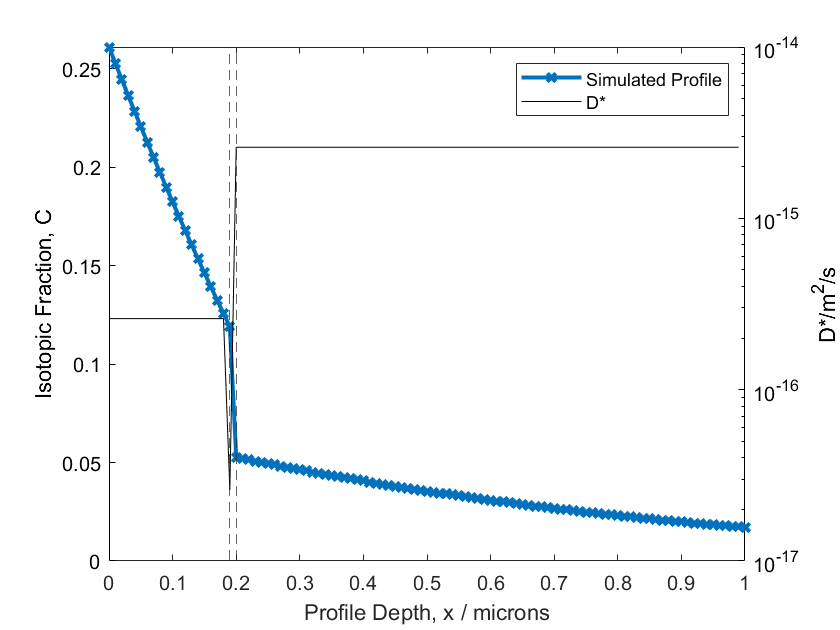 Simulated Profile
D*
Isotopic Fraction, C
0.25
0.2
0.15
0.1
0.05
0
10^-14
10^-15
10^-16
10^-17
D*/m^2/s
0 0.1 0.2 0.3 0.4 0.5 0.6 0.7 0.8 0.9 1
Profile Depth, x / microns